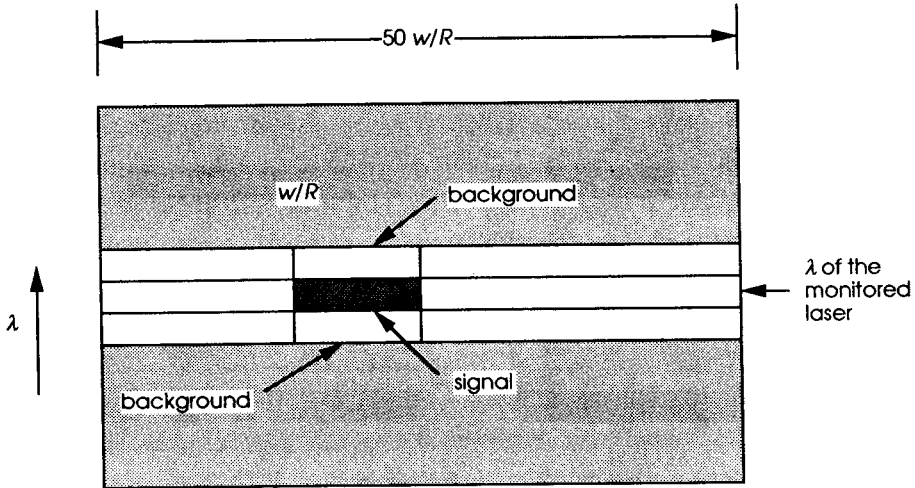 50 w/R
w/R
background
λ of the
monitored
laser
λ
signal
background